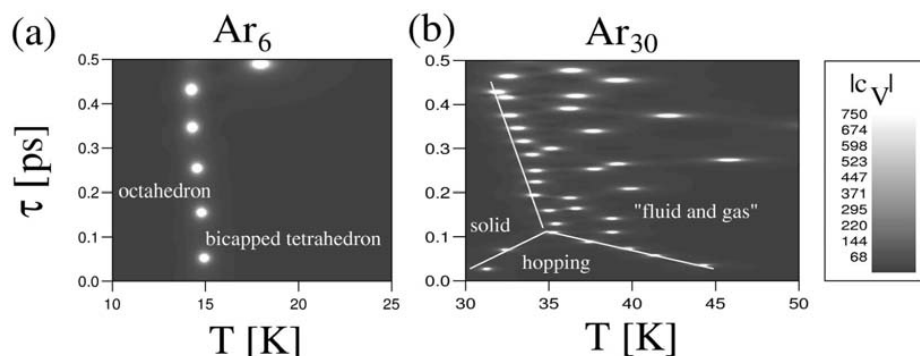 (a)
Ar6
(b)
Ar30
τ [ps]
0.5
0.4
0.3
0.2
0.1
0.0
octahedron
bicapped tetrahedron
10
15
20
25
T [K]
0.5
0.4
0.3
0.2
0.1
0.0
solid
"fluid and gas"
hopping
30
35
40
45
50
T [K]
|cV|
750
674
598
523
447
371
295
220
144
68